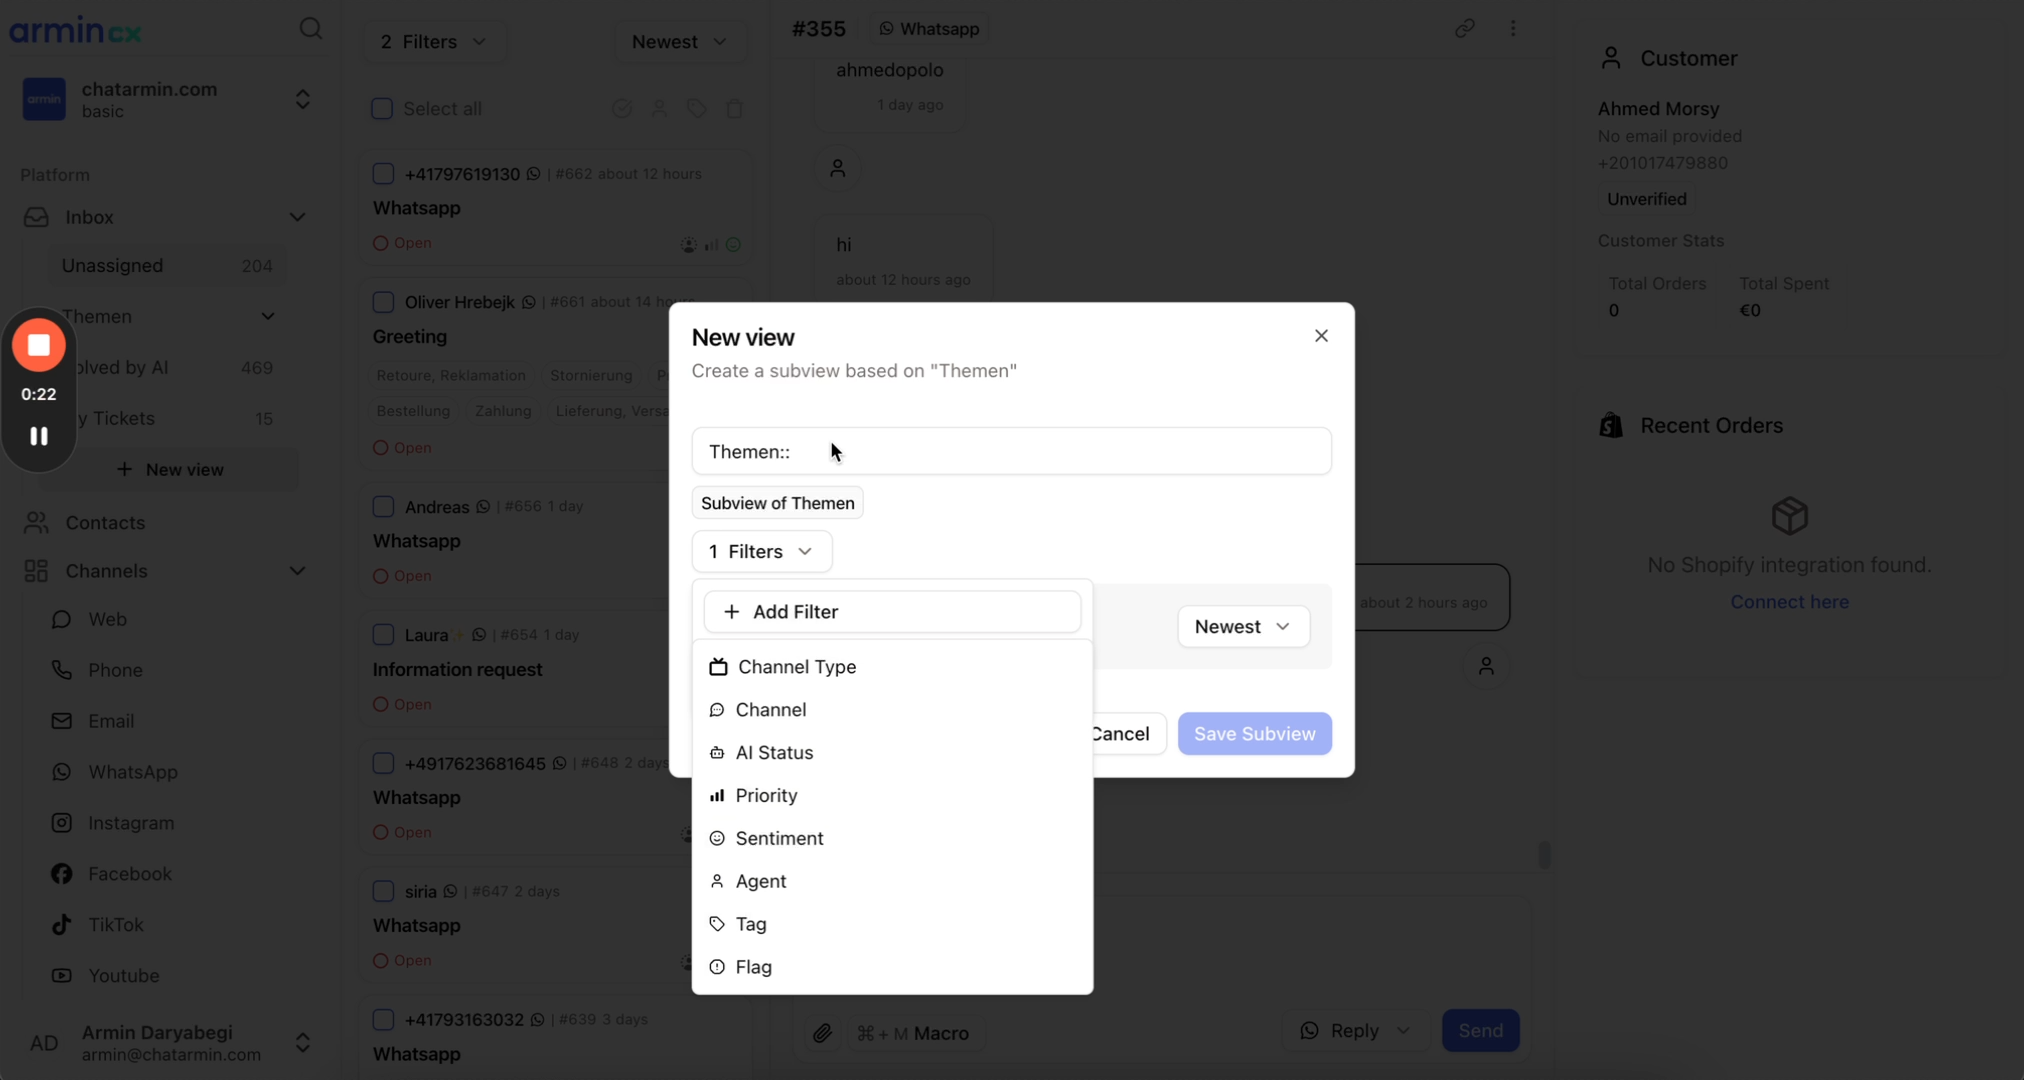 armincx
armin
chatarmin.com
basic
Platform
Inbox
Unassigned 204
Themen
olved by AI 469
0:22
y Tickets 15
+ New view
Contacts
Channels
Web
Phone
Email
WhatsApp
Instagram
Facebook
TikTok
Youtube
AD
Armin Daryabegi
armin@chatarmin.com
2 Filters
Newest
Select all
+41797619130 | #662 about 12 hours
Whatsapp
Open
Oliver Hrebejk | #661 about 14 hours
Greeting
Retoure, Reklamation Stornierung
Bestellung Zahlung Lieferung, Versa
Open
Andreas | #656 1 day
Whatsapp
Open
Laura | #654 1 day
Information request
Open
+4917623681645 | #648 2 days
Whatsapp
Open
siria | #647 2 days
Whatsapp
Open
+41793163032 | #639 3 days
Whatsapp
#355 Whatsapp
ahmedopolo
1 day ago
hi
about 12 hours ago
about 2 hours ago
New view
Create a subview based on "Themen"
Themen::
Subview of Themen
1 Filters
+ Add Filter
Newest
Channel Type
Channel
AI Status
Priority
Sentiment
Agent
Tag
Flag
Cancel
Save Subview
⌘ + M Macro
Reply
Send
Customer
Ahmed Morsy
No email provided
+201017479880
Unverified
Customer Stats
Total Orders Total Spent
0 €0
Recent Orders
No Shopify integration found.
Connect here